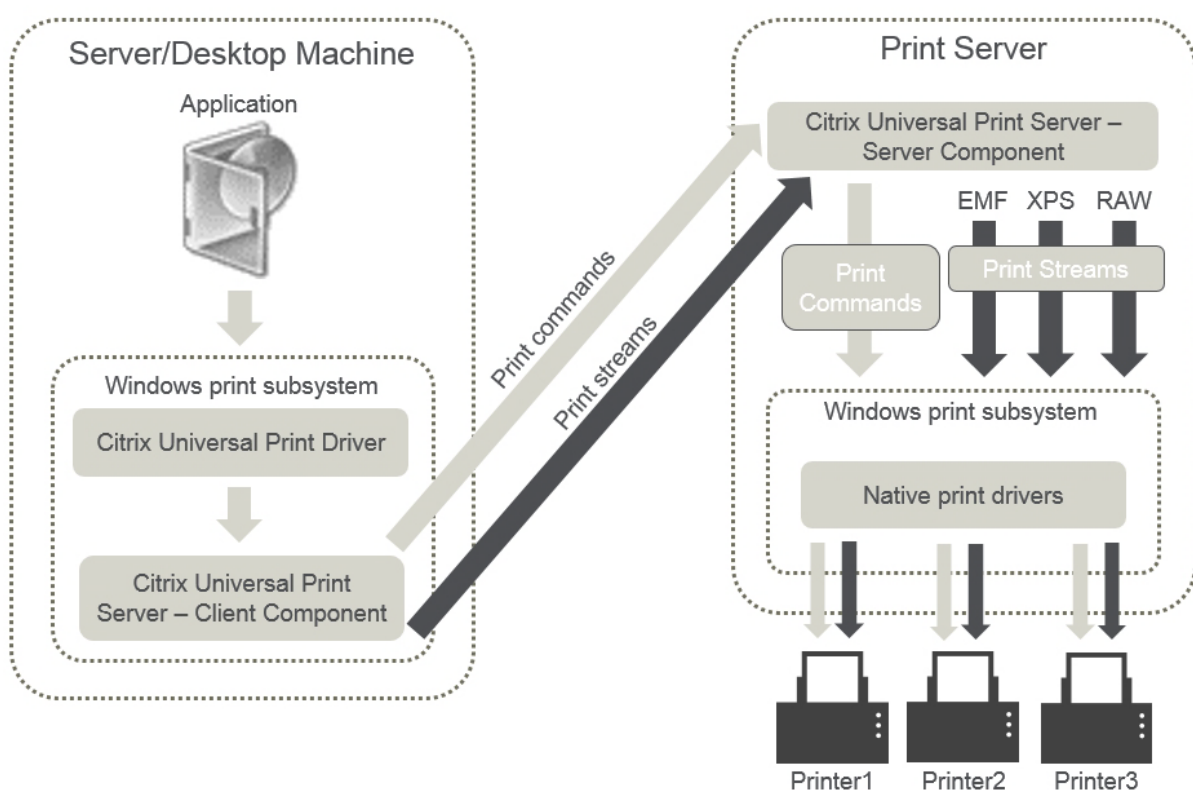 Server/Desktop Machine
Application
Windows print subsystem
Citrix Universal Print Driver
Citrix Universal Print
Server – Client Component
Print commands
Print streams
Print Server
Citrix Universal Print Server –
Server Component
EMF XPS RAW
Print
Commands
Print Streams
Windows print subsystem
Native print drivers
Printer1 Printer2 Printer3